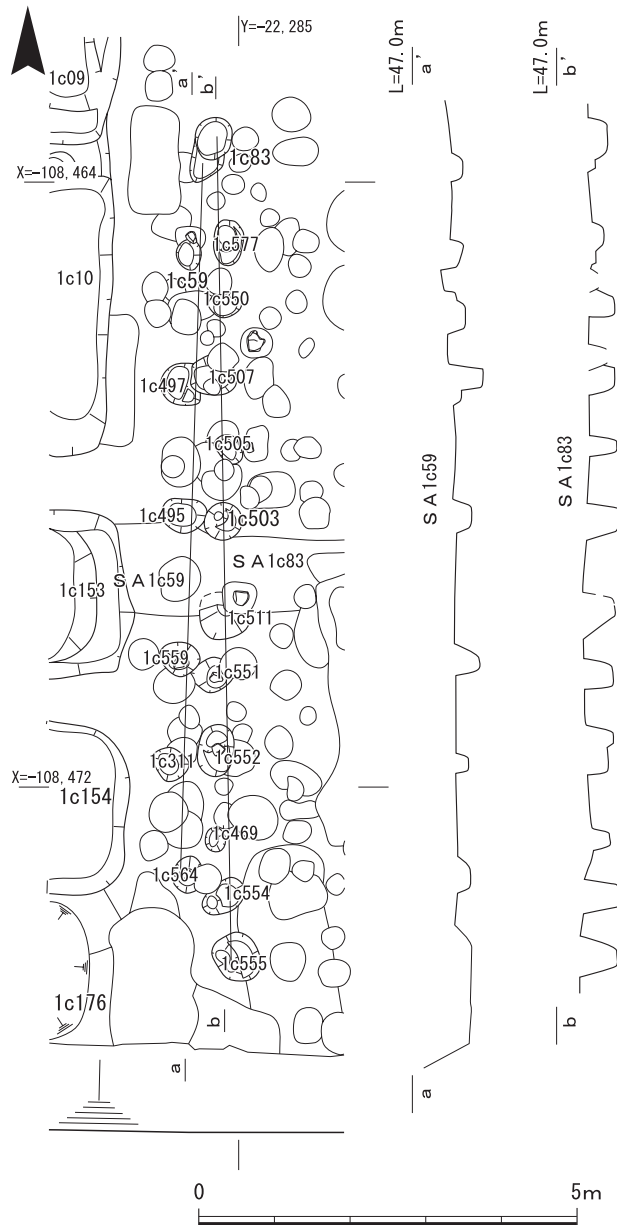 Y=-22,285
1c09
a'
b'
L=47.0m
a'
L=47.0m
b'
1c83
X=-108,464
1c577
1c10
1c59
1c550
1c507
1c497
1c505
SA1c59
SA1c83
1c495
1c503
SA1c83
1c153
SA1c59
1c511
1c559
1c551
1c552
1c311
X=-108,472
1c154
1c469
1c564
1c554
1c555
1c176
b
b
a
a
0
5m